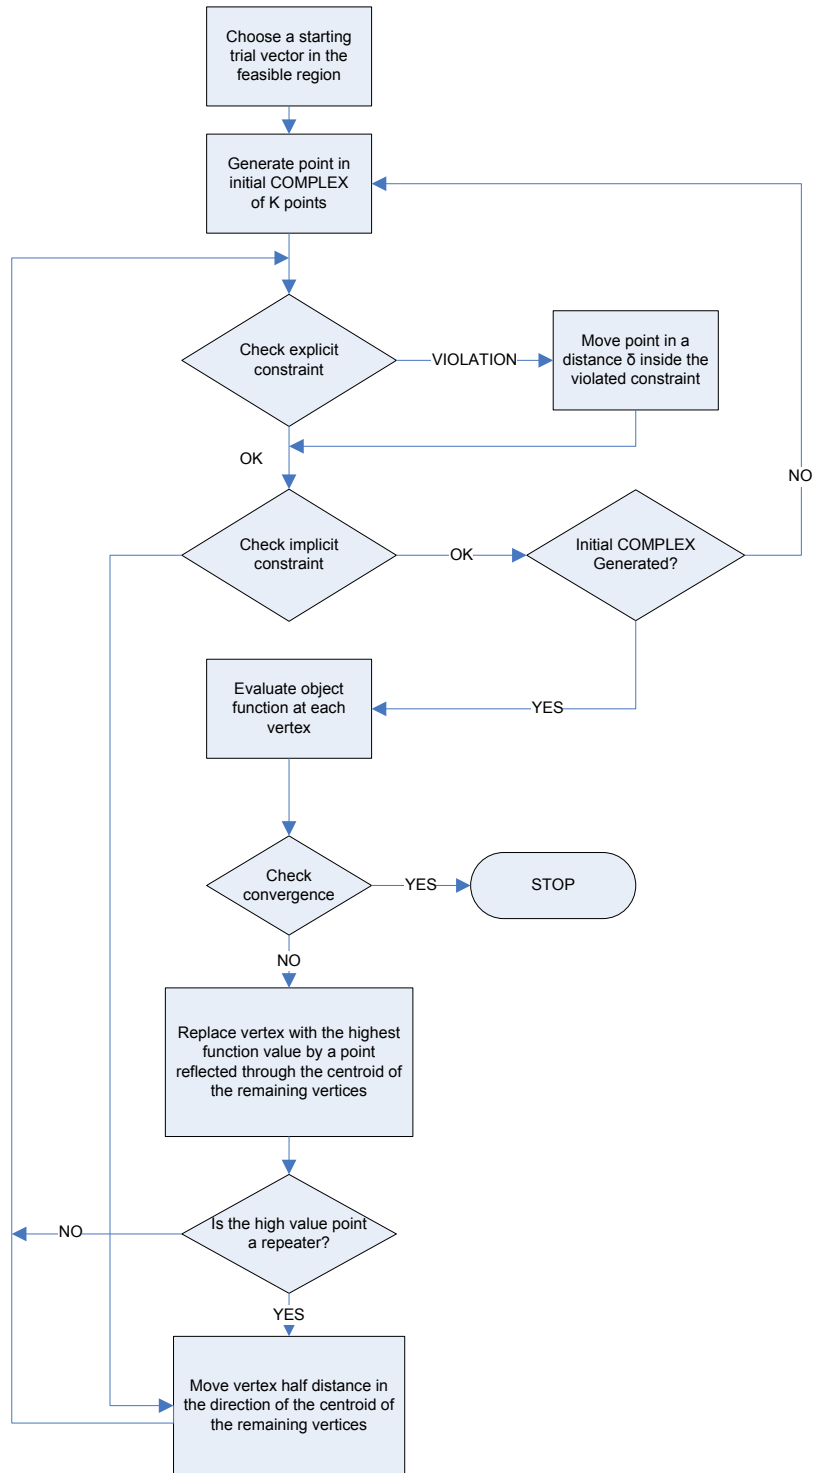 Choose a starting
trial vector in the
feasible region
Generate point in
initial COMPLEX
of K points
Check explicit
constraint
VIOLATION
Move point in a
distance δ inside the
violated constraint
OK
NO
Check implicit
constraint
OK
Initial COMPLEX
Generated?
Evaluate object
function at each
vertex
YES
Check
convergence
YES
STOP
NO
Replace vertex with the highest
function value by a point
reflected through the centroid of
the remaining vertices
Is the high value point
a repeater?
NO
YES
Move vertex half distance in
the direction of the centroid of
the remaining vertices